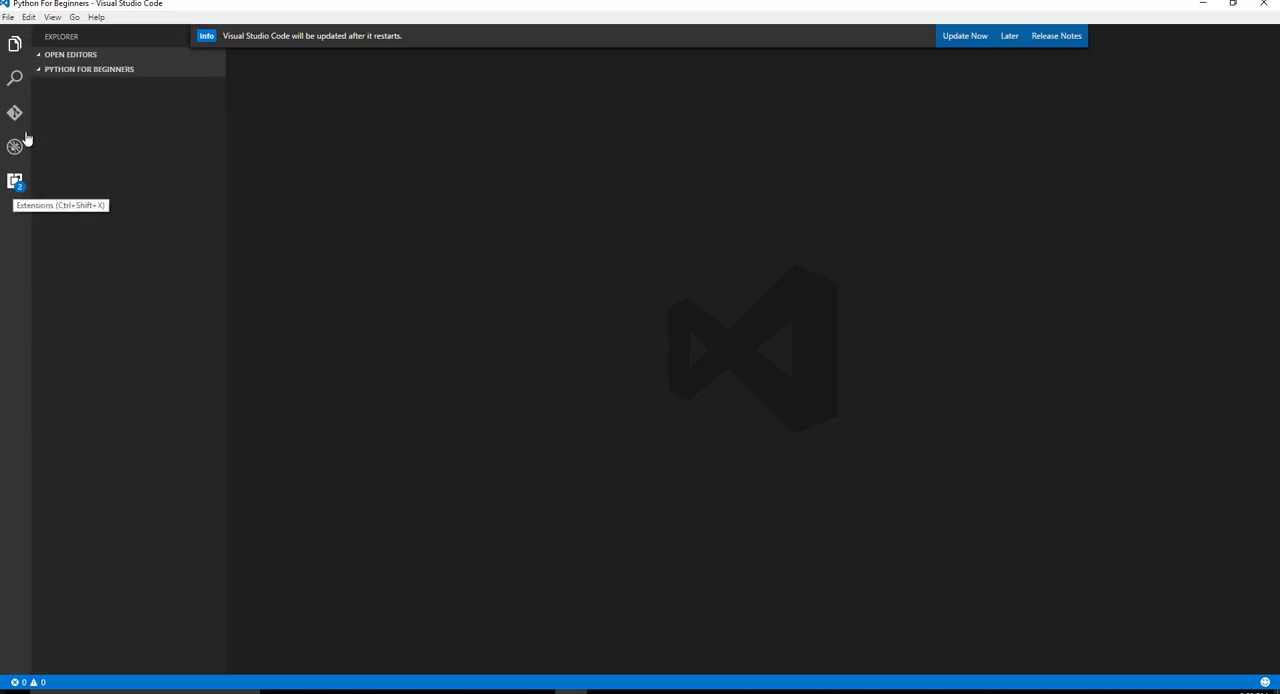 Python For Beginners - Visual Studio Code
File Edit View Go Help
EXPLORER
Info Visual Studio Code will be updated after it restarts. Update Now Later Release Notes
OPEN EDITORS
PYTHON FOR BEGINNERS
2
Extensions (Ctrl+Shift+X)
0 0